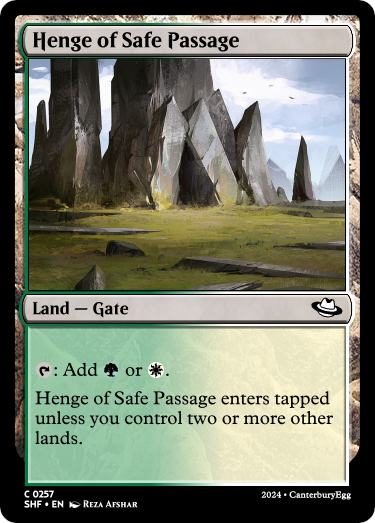 Henge of Safe Passage
Land — Gate
: Add or .
Henge of Safe Passage enters tapped
unless you control two or more other
lands.
C 0257
SHF • EN Reza Afshar
2024 • CanterburyEgg